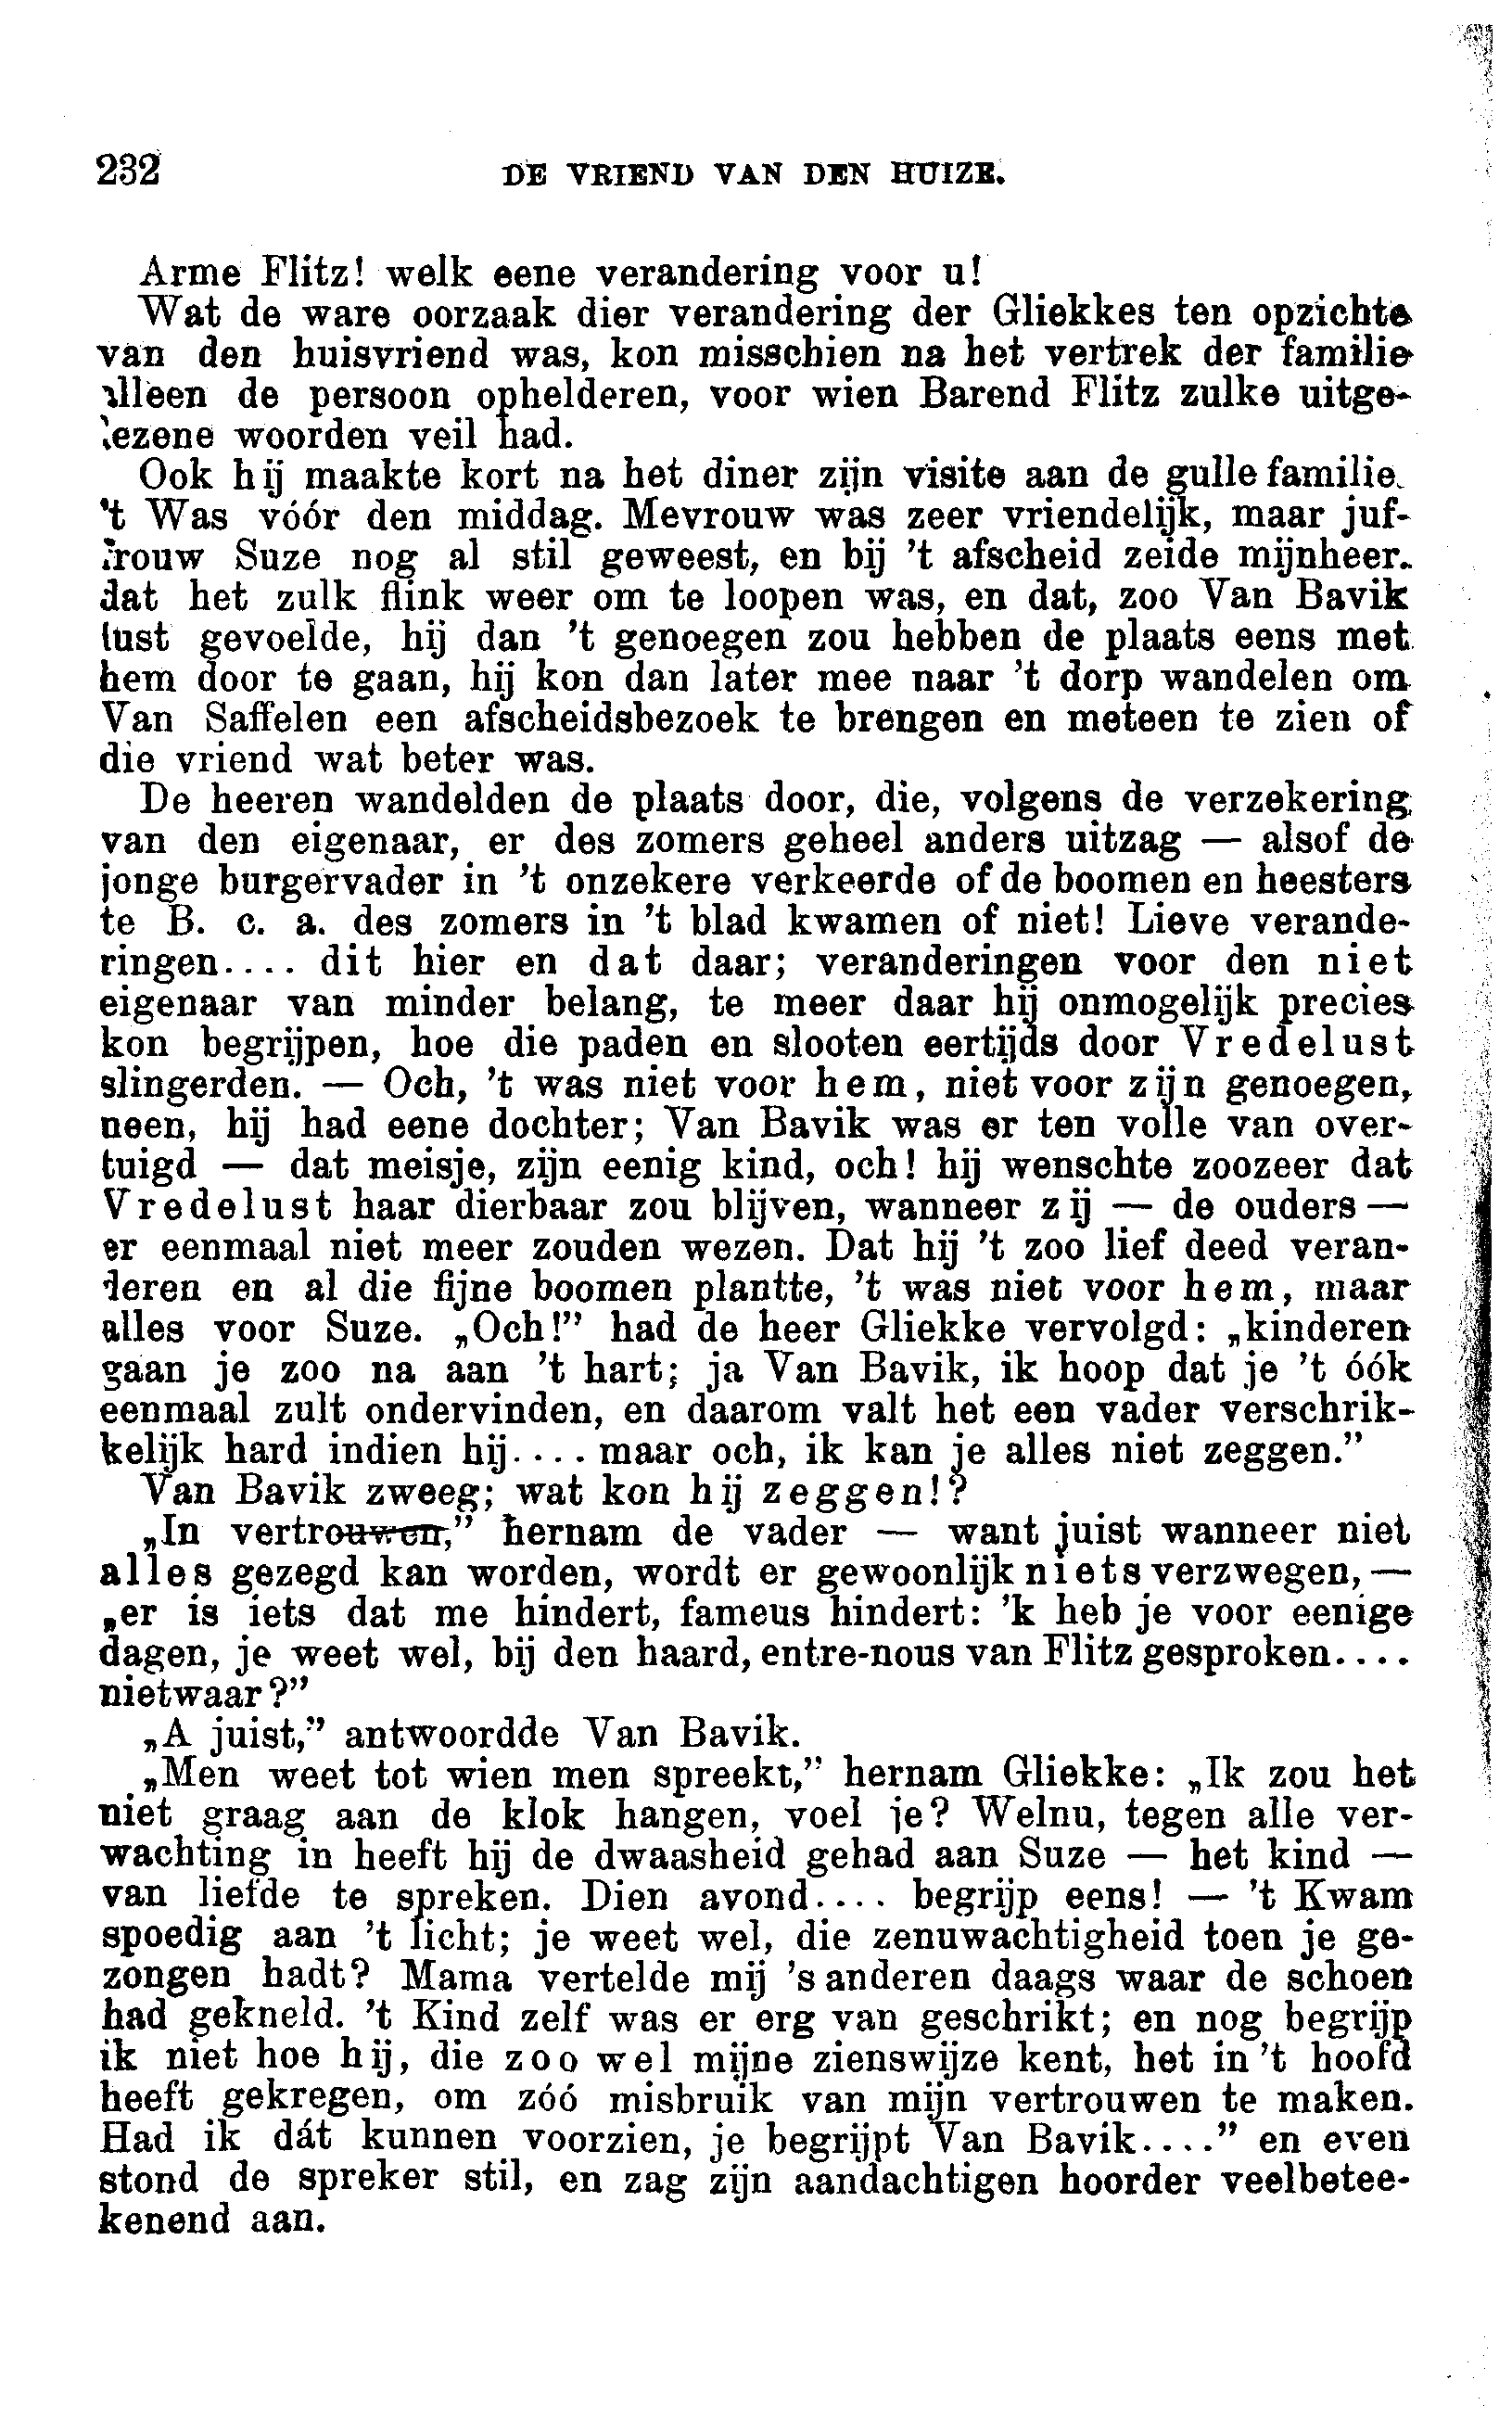 232 DE VRIEND VAN DEN HUIZE.
Arme Flitz! welk eene verandering voor u!
Wat de ware oorzaak dier verandering der Gliekkes ten opzichte
van den huisvriend was, kon misschien na het vertrek der familie
alleen de persoon ophelderen, voor wien Barend Flitz zulke uitge-
lezene woorden veil had.
Ook hij maakte kort na het diner zijn visite aan de gulle familie.
't Was vóór den middag. Mevrouw was zeer vriendelijk, maar juf-
frouw Suze nog al stil geweest, en bij 't afscheid zeide mijnheer.
dat het zulk flink weer om te loopen was, en dat, zoo Van Bavik
lust gevoelde, hij dan 't genoegen zou hebben de plaats eens met
hem door te gaan, hij kon dan later mee naar 't dorp wandelen om
Van Saffelen een afscheidsbezoek te brengen en meteen te zien of
die vriend wat beter was.
De heeren wandelden de plaats door, die, volgens de verzekering
van den eigenaar, er des zomers geheel anders uitzag — alsof de
jonge burgervader in 't onzekere verkeerde of de boomen en heesters
te B. c. a. des zomers in 't blad kwamen of niet! Lieve verande-
ringen.... dit hier en dat daar; veranderingen voor den niet
eigenaar van minder belang, te meer daar hij onmogelijk precies
kon begrijpen, hoe die paden en slooten eertijds door Vredelust
slingerden. — Och, 't was niet voor hem, niet voor zijn genoegen,
neen, hij had eene dochter; Van Bavik was er ten volle van over-
tuigd — dat meisje, zijn eenig kind, och! hij wenschte zoozeer dat
Vredelust haar dierbaar zou blijven, wanneer zij — de ouders —
er eenmaal niet meer zouden wezen. Dat hij 't zoo lief deed veran-
deren en al die fijne boomen plantte, 't was niet voor hem, maar
alles voor Suze. „Och!” had de heer Gliekke vervolgd: „kinderen
gaan je zoo na aan 't hart; ja Van Bavik, ik hoop dat je 't óók
eenmaal zult ondervinden, en daarom valt het een vader verschrik-
kelijk hard indien hij.... maar och, ik kan je alles niet zeggen.”
Van Bavik zweeg; wat kon hij zeggen!?
„In vertrouwen,” hernam de vader — want juist wanneer niet
alles gezegd kan worden, wordt er gewoonlijk niets verzwegen, —
„er is iets dat me hindert, fameus hindert: 'k heb je voor eenige
dagen, je weet wel, bij den haard, entre-nous van Flitz gesproken....
nietwaar?”
„A juist,” antwoordde Van Bavik.
„Men weet tot wien men spreekt,” hernam Gliekke: „Ik zou het
niet graag aan de klok hangen, voel je? Welnu, tegen alle ver-
wachting in heeft hij de dwaasheid gehad aan Suze — het kind —
van liefde te spreken. Dien avond.... begrijp eens! — 't Kwam
spoedig aan 't licht; je weet wel, die zenuwachtigheid toen je ge-
zongen hadt? Mama vertelde mij 's anderen daags waar de schoen
had gekneld. 't Kind zelf was er erg van geschrikt; en nog begrijp
ik niet hoe hij, die zoo wel mijne zienswijze kent, het in 't hoofd
heeft gekregen, om zóó misbruik van mijn vertrouwen te maken.
Had ik dát kunnen voorzien, je begrijpt Van Bavik....” en even
stond de spreker stil, en zag zijn aandachtigen hoorder veelbetee-
kenend aan.